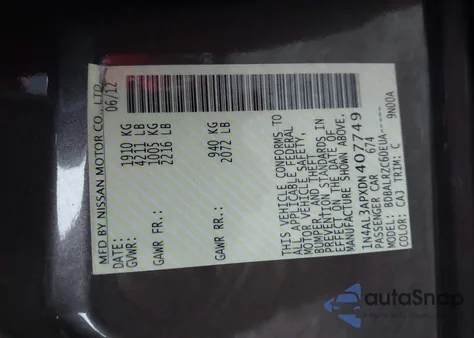 MFD BY NISSAN MOTOR CO., LTD
DATE: 06/12
GVWR: 1910 KG
4211 LB
GAWR FR.: 1005 KG
2216 LB
GAWR RR.: 940 KG
2072 LB
THIS VEHICLE CONFORMS TO
ALL APPLICABLE FEDERAL
MOTOR VEHICLE SAFETY,
BUMPER, AND THEFT
PREVENTION STANDARDS IN
EFFECT ON THE DATE OF
MANUFACTURE SHOWN ABOVE.
1N4AL3APXDN407749
PASSENGER CAR 674
MODEL: BDBALRZC60EUA-----
COLOR: CAJ TRIM: C 9N00A
autaSnap